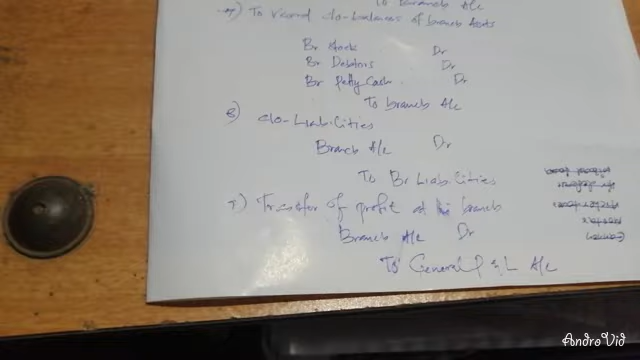 To Branch A/c
To record clo-balances of branch Assets
Br Stock Dr
Br Debtors Dr
Br Petty Cash Dr
To Branch A/c
8) clo-Liabilities
Branch A/c Dr
To Br Liabilities
9) Transfer of profit at branch
Branch A/c Dr
To General P & L A/c
AndroVid